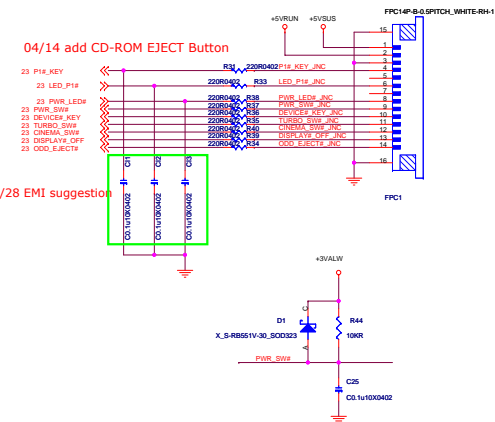 FPC14P-B-0.5PITCH_WHITE-RH-1
+5VRUN +5VSUS
04/14 add CD-ROM EJECT Button
15
1
2
3
4
5
6
7
8
9
10
11
12
13
14
16
FPC1
23 P1#_KEY R31 220R0402 P1#_KEY_JNC
23 LED_P1# 220R0402 R33 LED_P1#_JNC
23 PWR_LED# 220R0402 R38 PWR_LED#_JNC
23 PWR_SW# 220R0402 R37 PWR_SW#_JNC
23 DEVICE#_KEY 220R0402 R36 DEVICE#_KEY_JNC
23 TURBO_SW# 220R0402 R35 TURBO_SW#_JNC
23 CINEMA_SW# 220R0402 R40 CINEMA_SW#_JNC
23 DISPLAY#_OFF 220R0402 R39 DISPLAY#_OFF_JNC
23 ODD_EJECT# 220R0402 R34 ODD_EJECT#_JNC
/28 EMI suggestion
C0.1u10X0402
C0.1u10X0402
C0.1u10X0402
+3VALW
D1
C
A
X_S-RB551V-30_SOD323
R44
10KR
PWR_SW#
C25
C0.1u10X0402